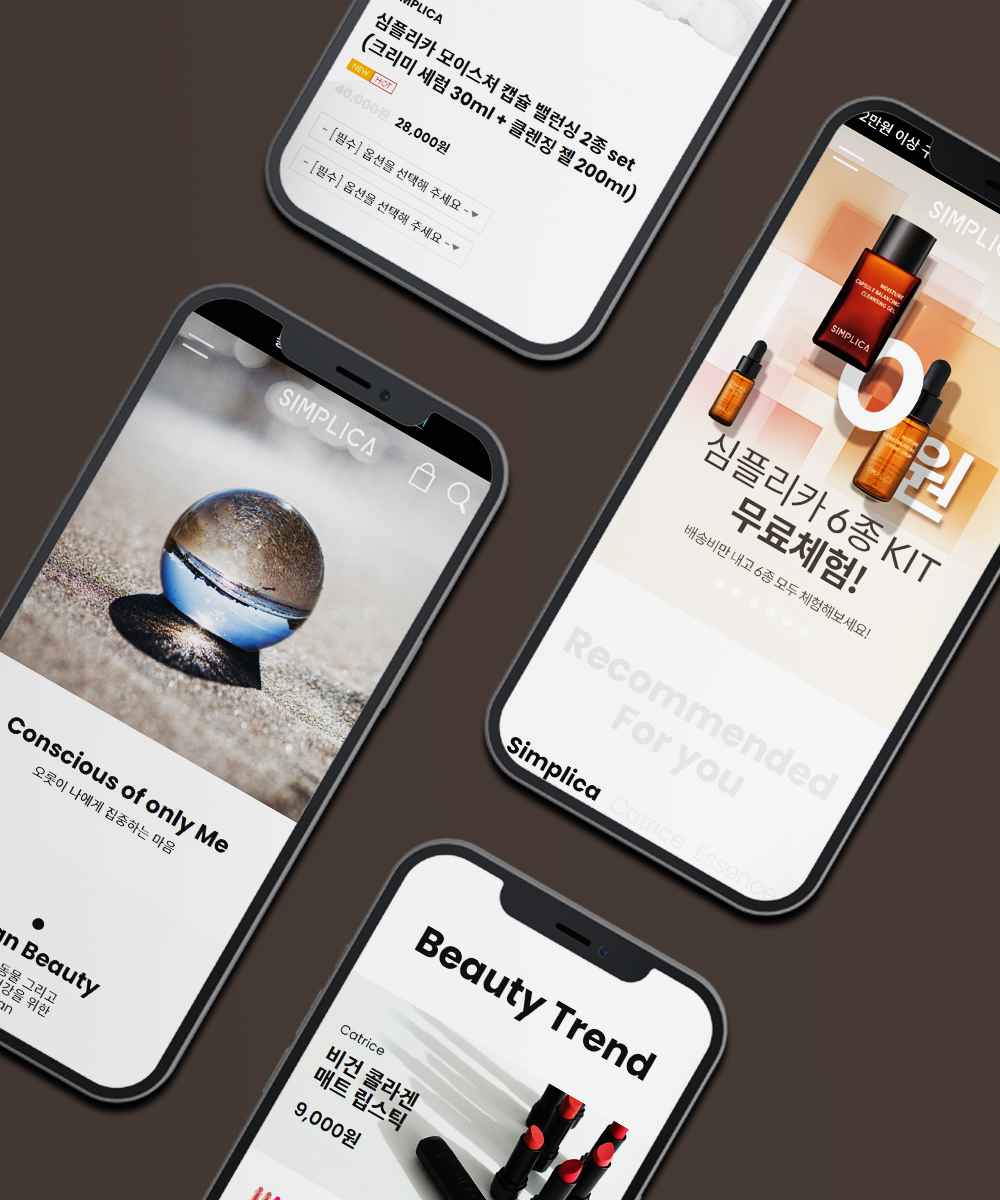 심플리카 모이스처 캡슐 밸런싱 2종 set
(크리미 세럼 30ml + 클렌징 젤 200ml)
NEW HOT
40,000원 28,000원
- [필수] 옵션을 선택해 주세요 -
- [필수] 옵션을 선택해 주세요 -
2만원 이상
SIMPLIC
MOISTURE
CAPSULE BALANCING
CLEANSING GEL
SIMPLICA
0원
심플리카 6종 KIT
무료체험!
배송비만 내고 6종 모두 체험해보세요!
Recommended
For you
Simplica Catrice Essence
SIMPLICA
Conscious of only Me
오롯이 나에게 집중하는 마음
an Beauty
동물 그리고
건강을 위한
an
Beauty Trend
Catrice
비건 콜라겐
매트 립스틱
9,000원